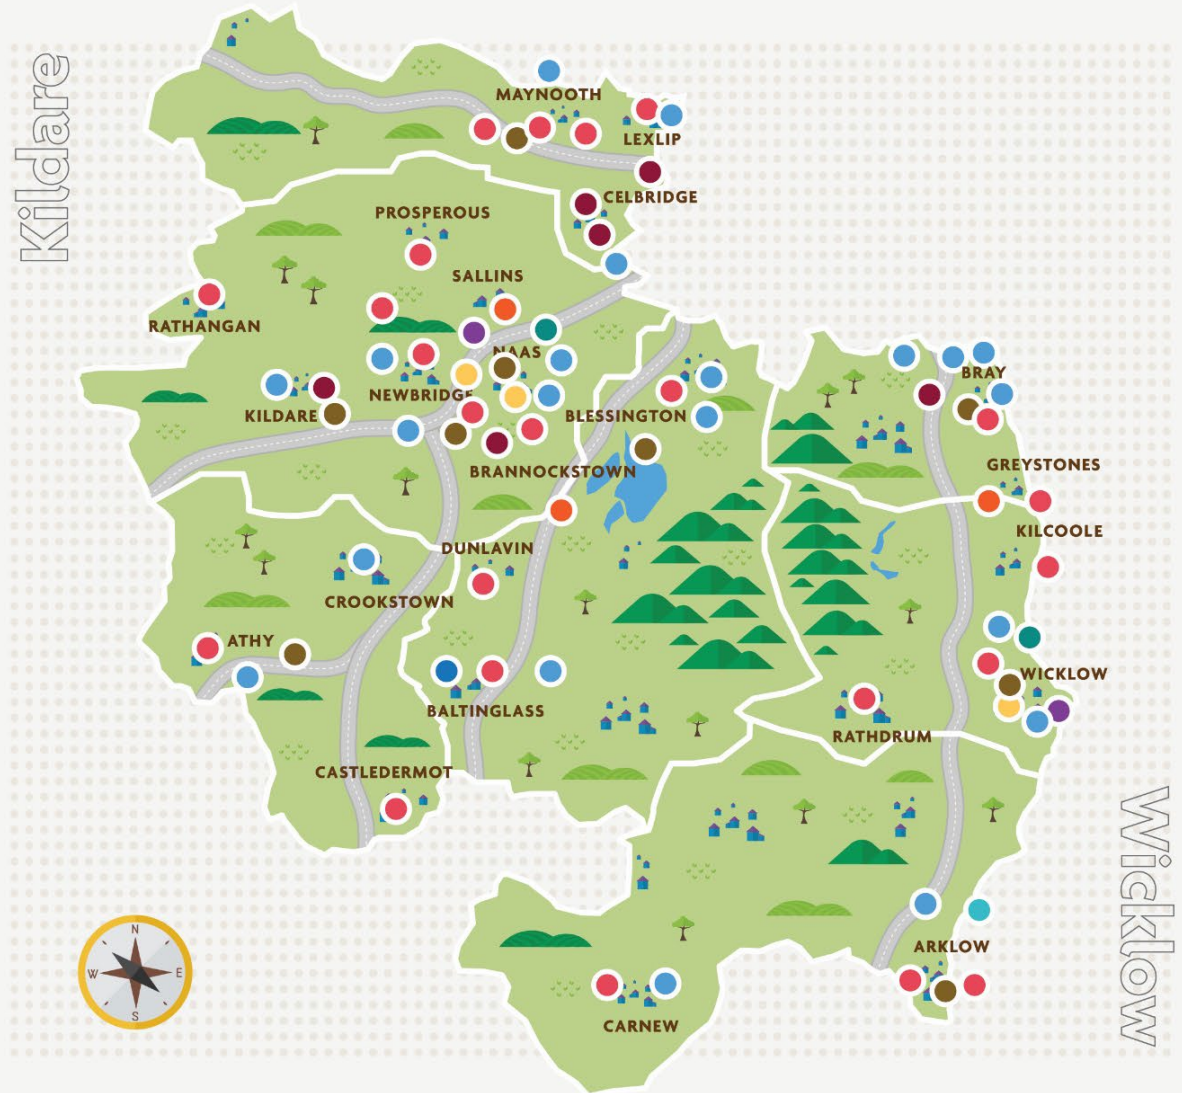 Kildare
MAYNOOTH
LEXLIP
CELBRIDGE
PROSPEROUS
SALLINS
RATHANGAN
NAAS
NEWBRIDGE
KILDARE
BLESSINGTON
BRAY
BRANNOCKSTOWN
GREYSTONES
KILCOOLE
DUNLAVIN
CROOKSTOWN
ATHY
WICKLOW
BALTINGLASS
RATHDRUM
CASTLEDERMOT
Wicklow
N
W E
S
ARKLOW
CARNEW